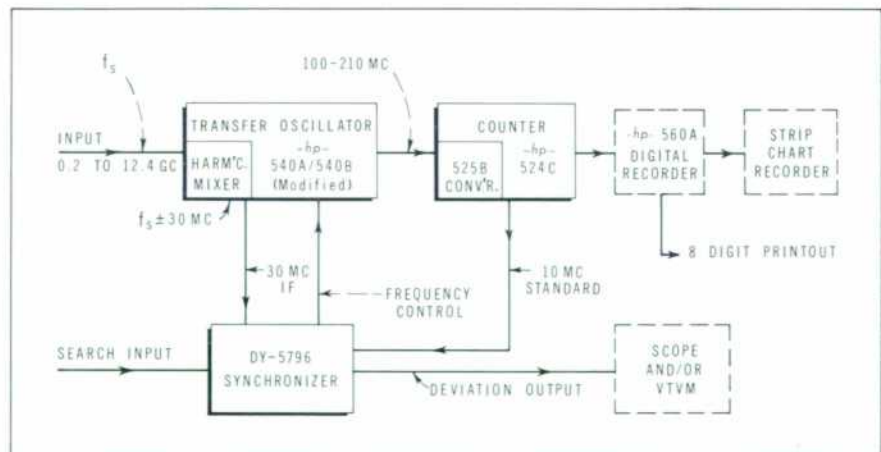 fs
100-210 MC
INPUT
0.2 TO 12.4 GC
TRANSFER OSCILLATOR
-hp-
540A/540B
(Modified)
HARM'C.
MIXER
COUNTER
-hp-
524C
525B
CONV'R.
-hp- 560A
DIGITAL
RECORDER
STRIP
CHART
RECORDER
fs ± 30 MC
8 DIGIT PRINTOUT
30 MC
IF
FREQUENCY
CONTROL
10 MC
STANDARD
SEARCH INPUT
DY-5796
SYNCHRONIZER
DEVIATION OUTPUT
SCOPE
AND/OR
VTVM